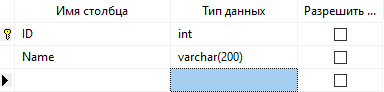 Имя столбца Тип данных Разрешить ...
ID int
Name varchar(200)